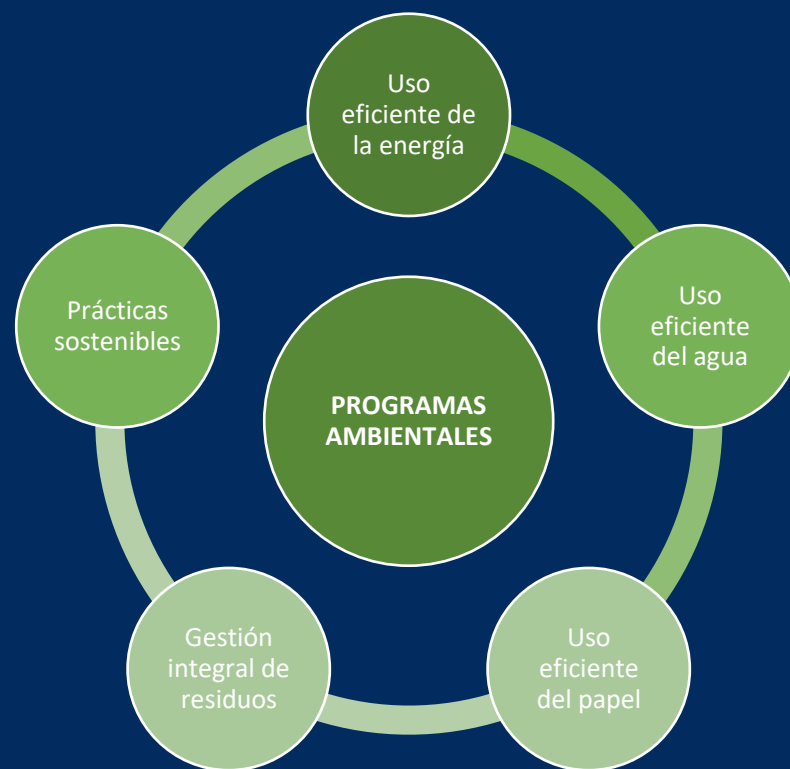 Uso
eficiente de
la energía
Uso
eficiente
del agua
Uso
eficiente
del papel
Gestión
integral de
residuos
Prácticas
sostenibles
PROGRAMAS
AMBIENTALES